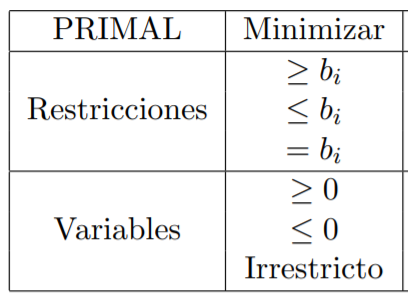 PRIMAL Minimizar
Restricciones
≥ b_i
≤ b_i
= b_i
Variables
≥ 0
≤ 0
Irrestricto